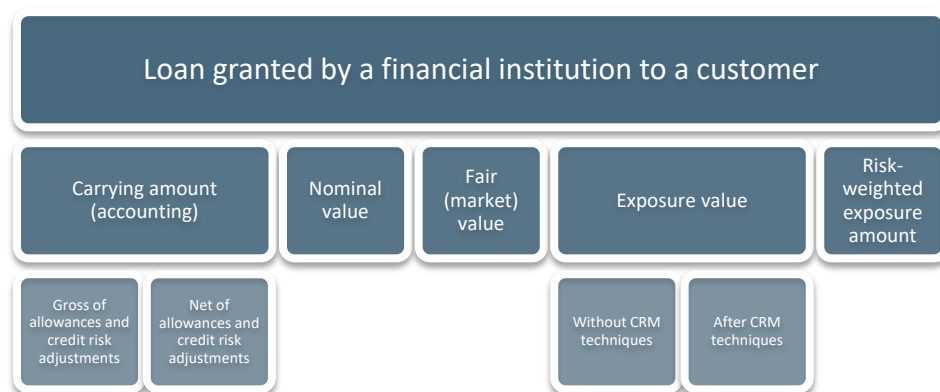 Loan granted by a financial institution to a customer
Carrying amount
(accounting)
Nominal
value
Fair
(market)
value
Exposure value
Risk-
weighted
exposure
amount
Gross of
allowances and
credit risk
adjustments
Net of
allowances and
credit risk
adjustments
Without CRM
techniques
After CRM
techniques